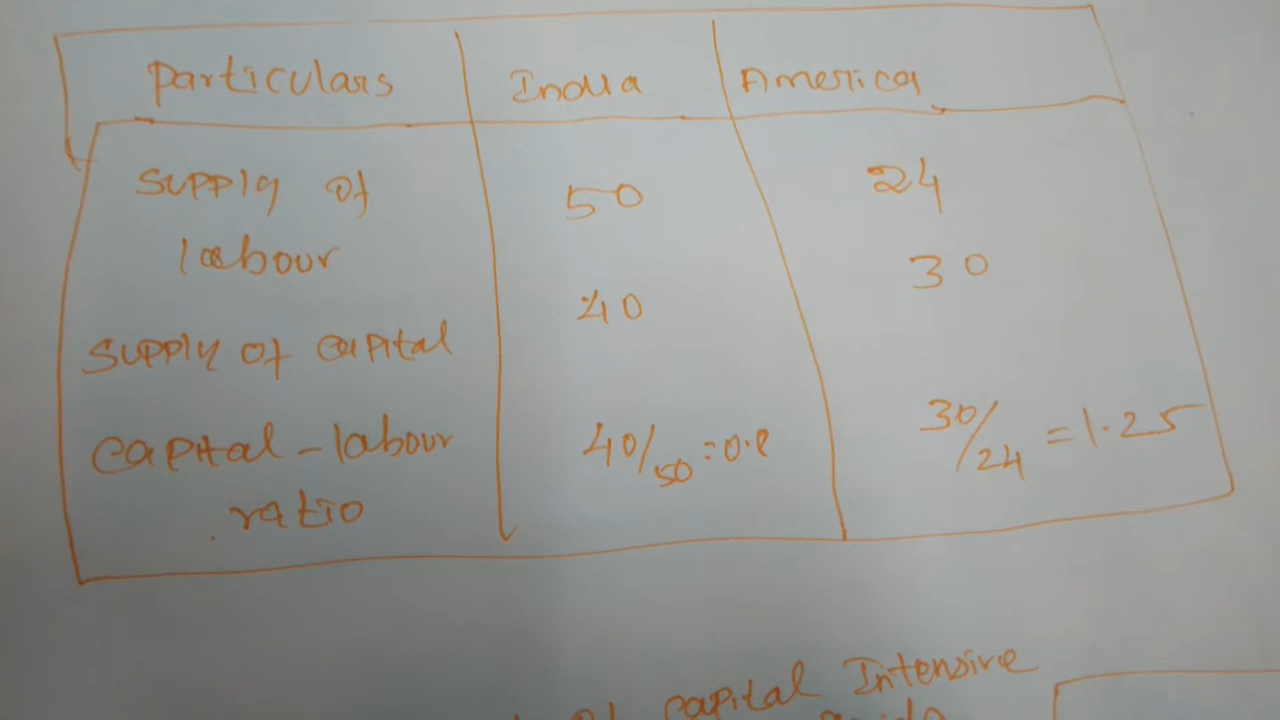 Particulars India America
Supply of 50 24
labour
30
40
Supply of capital
Capital-labour 40/50 =0.8 30/24 =1.25
ratio
capital Intensive